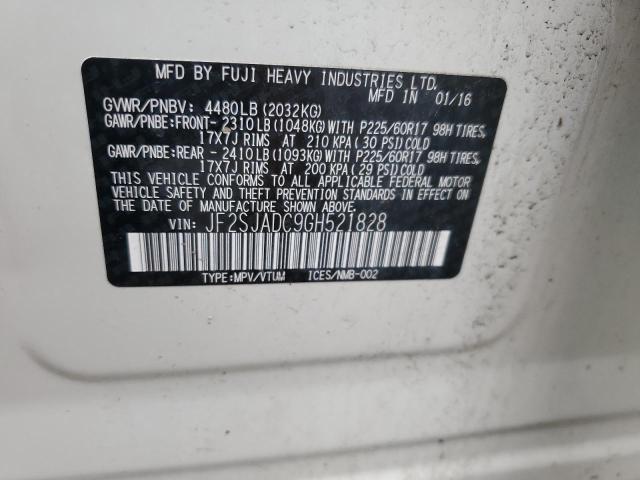 MFD BY FUJI HEAVY INDUSTRIES LTD.
MFD IN 01/16
GVWR/PNBV: 4480LB (2032KG)
GAWR/PNBE:FRONT- 2310LB (1048KG) WITH P225/60R17 98H TIRES,
17X7J RIMS AT 210 KPA ( 30 PSI) COLD
GAWR/PNBE:REAR - 2410LB (1093KG) WITH P225/60R17 98H TIRES,
17X7J RIMS AT 200 KPA (29 PSI) COLD
THIS VEHICLE CONFORMS TO ALL APPLICABLE FEDERAL MOTOR
VEHICLE SAFETY AND THEFT PREVENTION STANDARDS IN EFFECT
ON THE DATE OF MANUFACTURE SHOWN ABOVE.
VIN: JF2SJADC9GH521828
TYPE:MPV/VTUM ICES/NMB-002